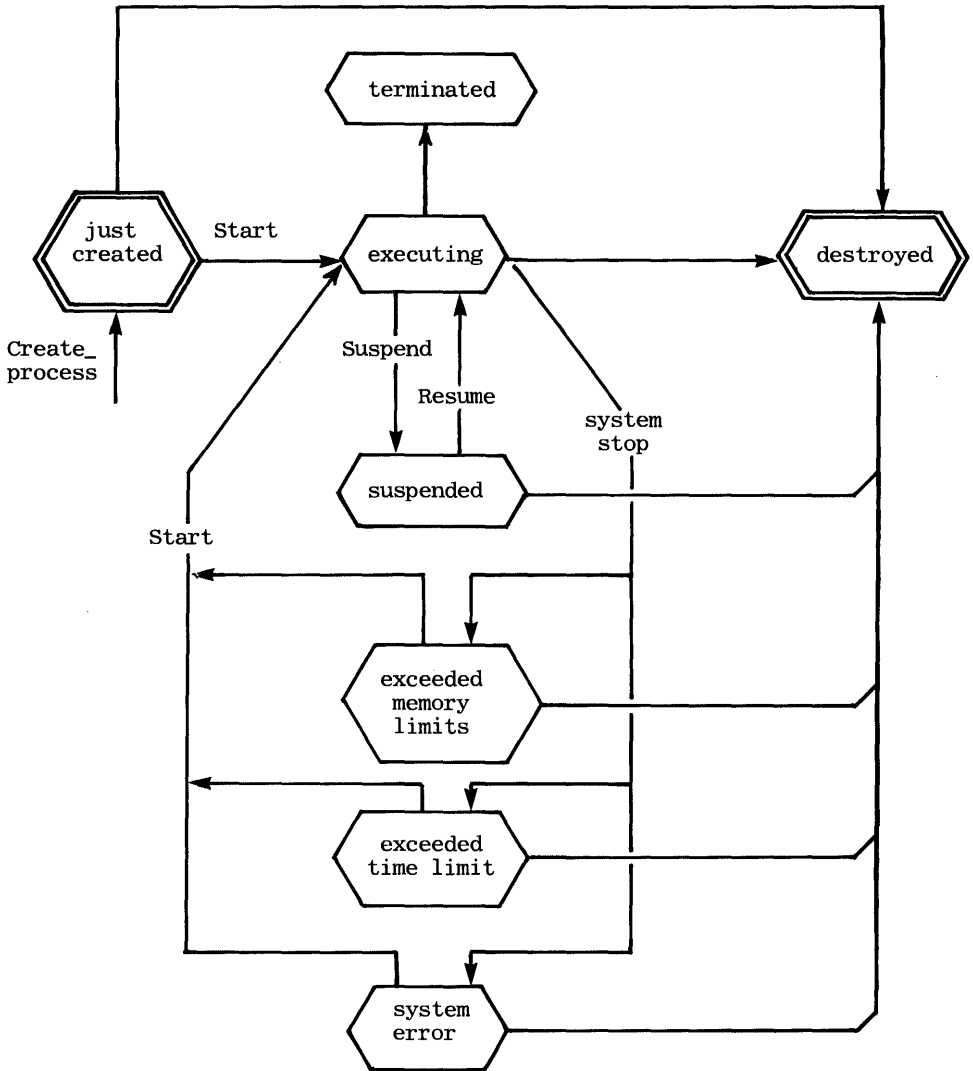 terminated
just
created
Start
executing
destroyed
Create_
process
Suspend
Resume
system
stop
suspended
Start
exceeded
memory
limits
exceeded
time limit
system
error